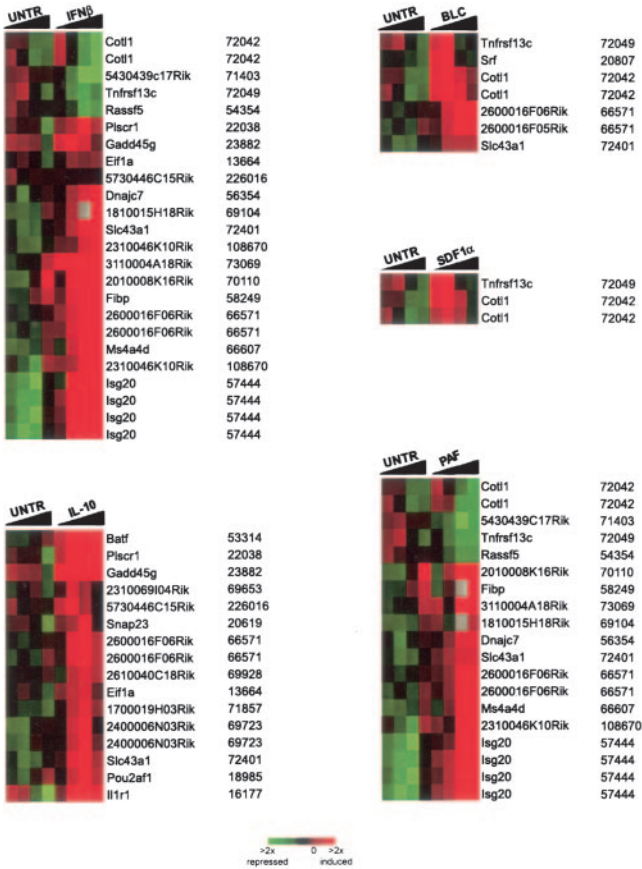 UNTR IFNβ
Cotl1 72042
Cotl1 72042
5430439c17Rik 71403
Tnfrsf13c 72049
Rassf5 54354
Plscr1 22038
Gadd45g 23882
Eif1a 13664
5730446C15Rik 226016
Dnajc7 56354
1810015H18Rik 69104
Slc43a1 72401
2310046K10Rik 108670
3110004A18Rik 73069
2010008K16Rik 70110
Fibp 58249
2600016F06Rik 66571
2600016F06Rik 66571
Ms4a4d 66607
2310046K10Rik 108670
Isg20 57444
Isg20 57444
Isg20 57444
Isg20 57444
UNTR IL-10
Batf 53314
Plscr1 22038
Gadd45g 23882
2310069I04Rik 69653
5730446C15Rik 226016
Snap23 20619
2600016F06Rik 66571
2600016F06Rik 66571
2610040C18Rik 69928
Eif1a 13664
1700019H03Rik 71857
2400006N03Rik 69723
2400006N03Rik 69723
Slc43a1 72401
Pou2af1 18985
Il1r1 16177
UNTR BLC
Tnfrsf13c 72049
Srf 20807
Cotl1 72042
Cotl1 72042
2600016F06Rik 66571
2600016F05Rik 66571
Slc43a1 72401
UNTR SDF1α
Tnfrsf13c 72049
Cotl1 72042
Cotl1 72042
UNTR PAF
Cotl1 72042
Cotl1 72042
5430439C17Rik 71403
Tnfrsf13c 72049
Rassf5 54354
2010008K16Rik 70110
Fibp 58249
3110004A18Rik 73069
1810015H18Rik 69104
Dnajc7 56354
Slc43a1 72401
2600016F06Rik 66571
2600016F06Rik 66571
Ms4a4d 66607
2310046K10Rik 108670
Isg20 57444
Isg20 57444
Isg20 57444
Isg20 57444
>2x 0 >2x
repressed induced